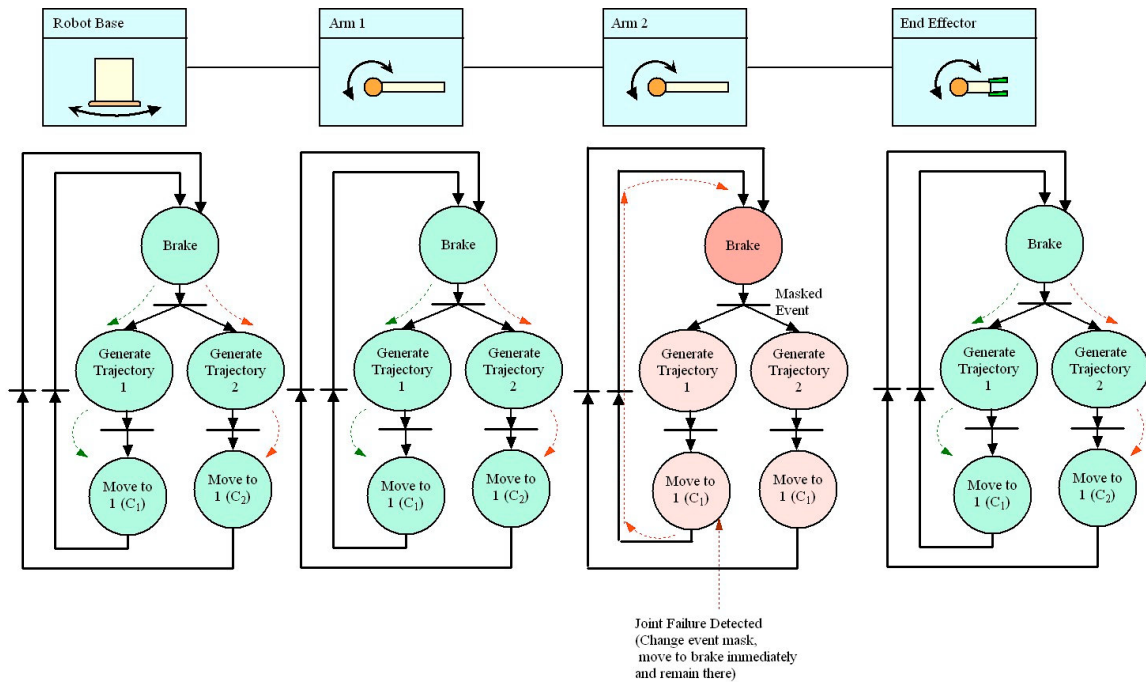 Robot Base
Arm 1
Arm 2
End Effector
Brake
Brake
Brake
Brake
Masked
Event
Generate
Trajectory
1
Generate
Trajectory
2
Generate
Trajectory
1
Generate
Trajectory
2
Generate
Trajectory
1
Generate
Trajectory
2
Generate
Trajectory
1
Generate
Trajectory
2
Move to
1 (C₁)
Move to
1 (C₂)
Move to
1 (C₁)
Move to
1 (C₂)
Move to
1 (C₁)
Move to
1 (C₁)
Move to
1 (C₁)
Move to
1 (C₂)
Joint Failure Detected
(Change event mask,
move to brake immediately
and remain there)